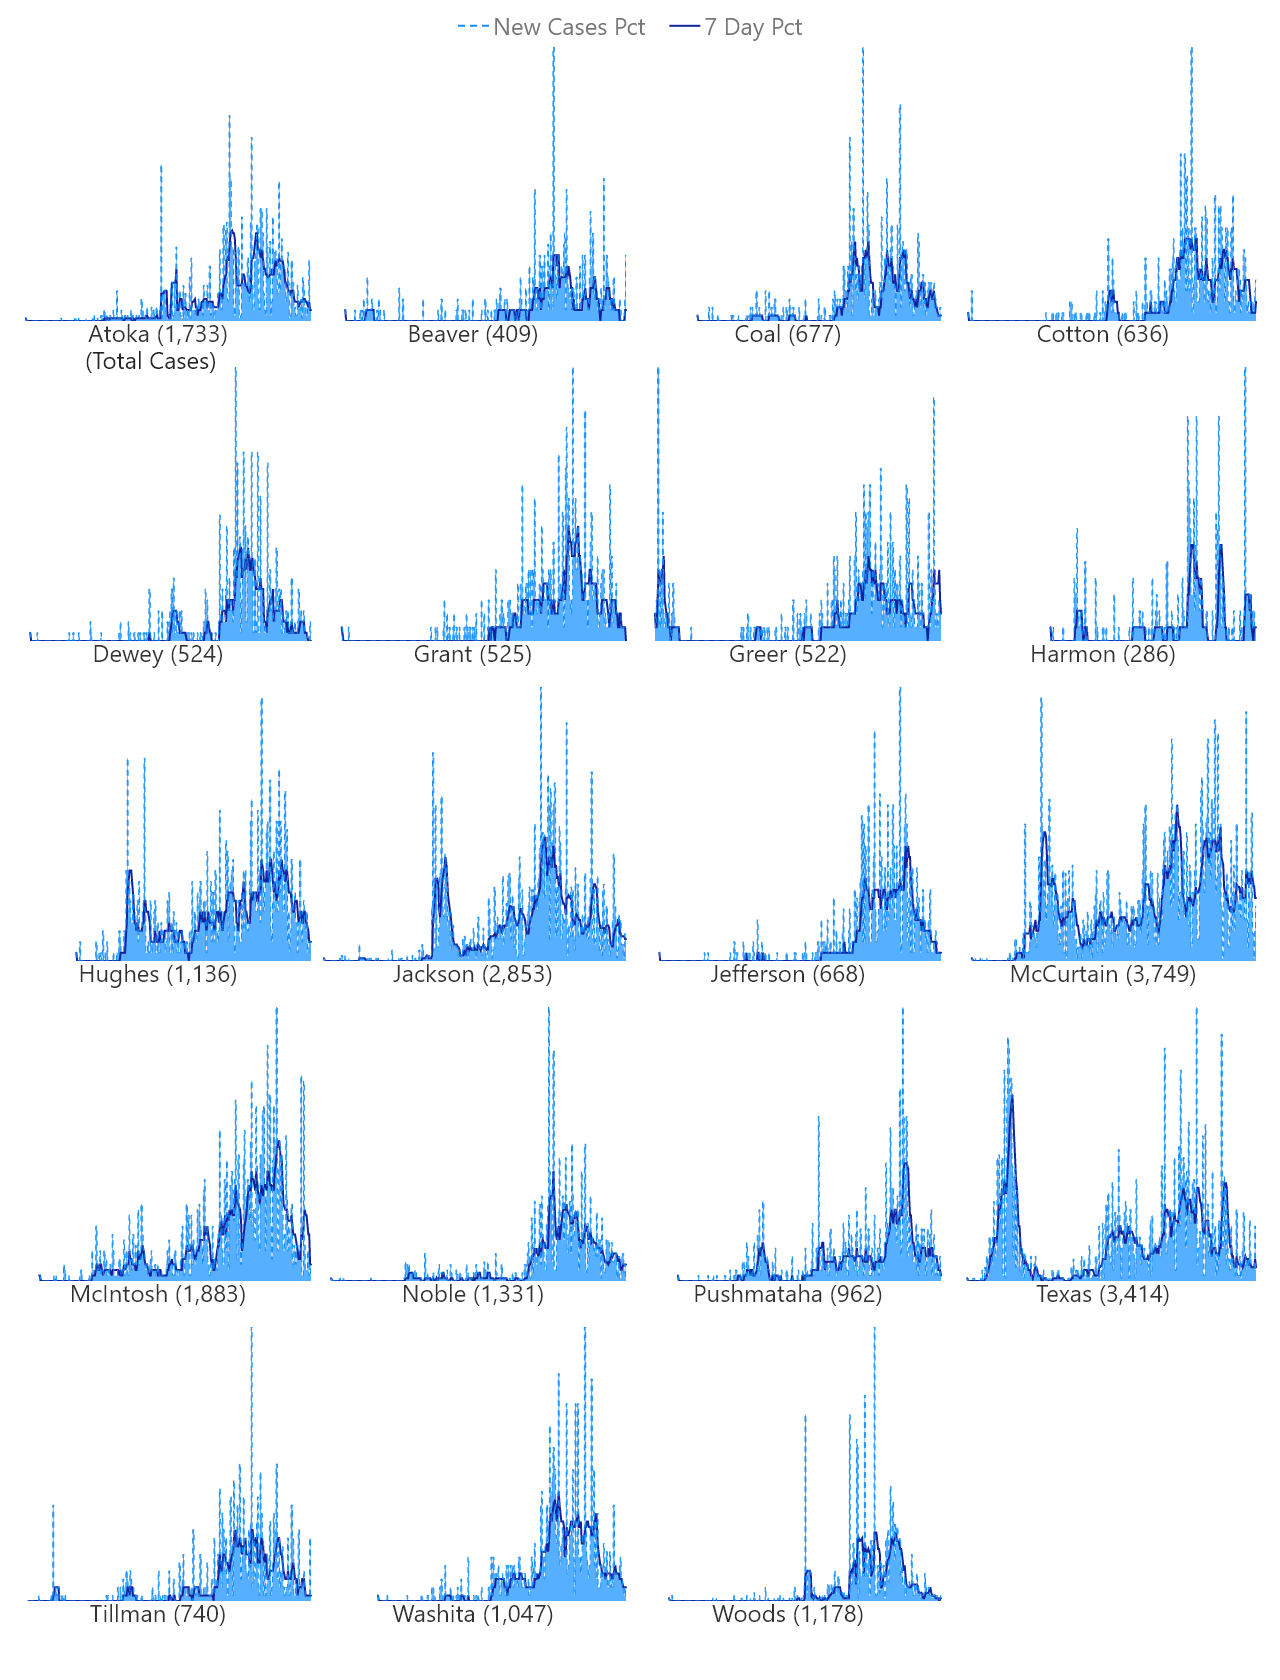 New Cases Pct 7 Day Pct
Atoka (1,733)
(Total Cases)
Beaver (409)
Coal (677)
Cotton (636)
Dewey (524)
Grant (525)
Greer (522)
Harmon (286)
Hughes (1,136)
Jackson (2,853)
Jefferson (668)
McCurtain (3,749)
McIntosh (1,883)
Noble (1,331)
Pushmataha (962)
Texas (3,414)
Tillman (740)
Washita (1,047)
Woods (1,178)